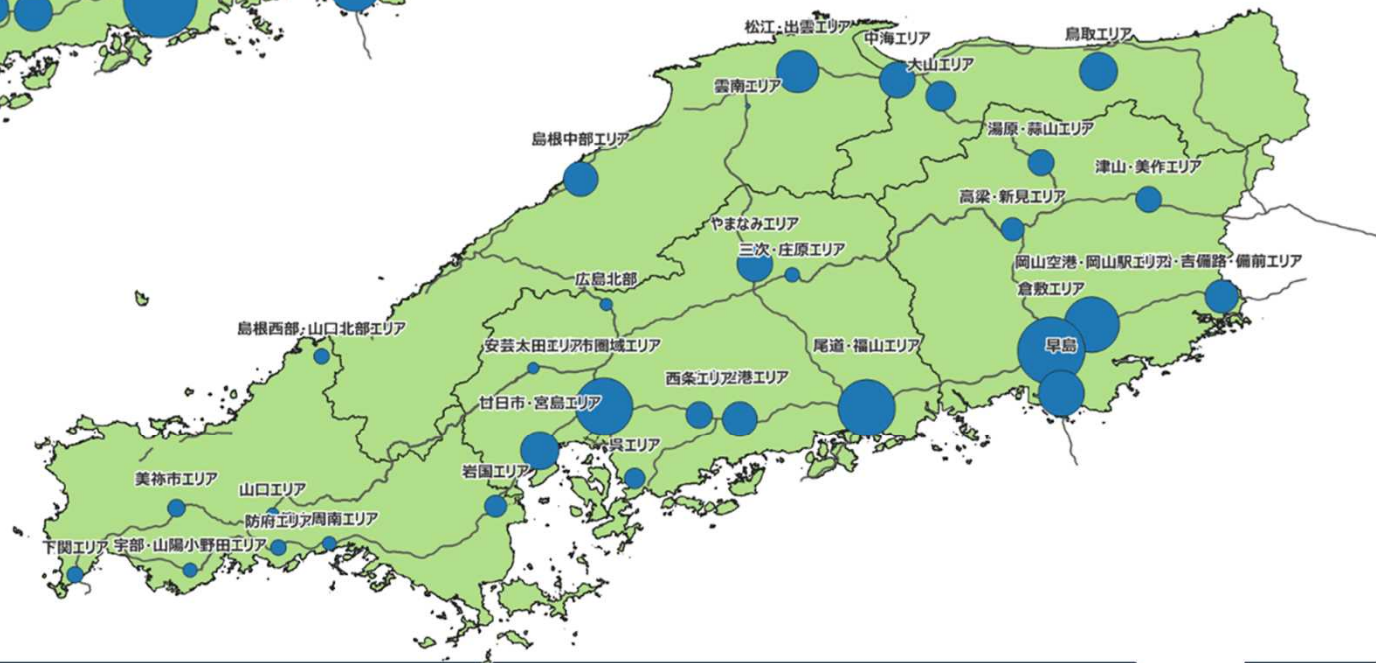 松江・出雲エリア
中海エリア
鳥取エリア
大山エリア
雲南エリア
湯原・蒜山エリア
島根中部エリア
津山・美作エリア
高梁・新見エリア
やまなみエリア
三次・庄原エリア
岡山空港・岡山駅エリア
・吉備路・備前エリア
広島北部
倉敷エリア
島根西部・山口北部エリア
安芸太田エリア
市圏域エリア
尾道・福山エリア
早島
西条エリア
空港エリア
廿日市・宮島エリア
呉エリア
岩国エリア
美祢市エリア
山口エリア
防府エリア
周南エリア
下関エリア
宇部・山陽小野田エリア